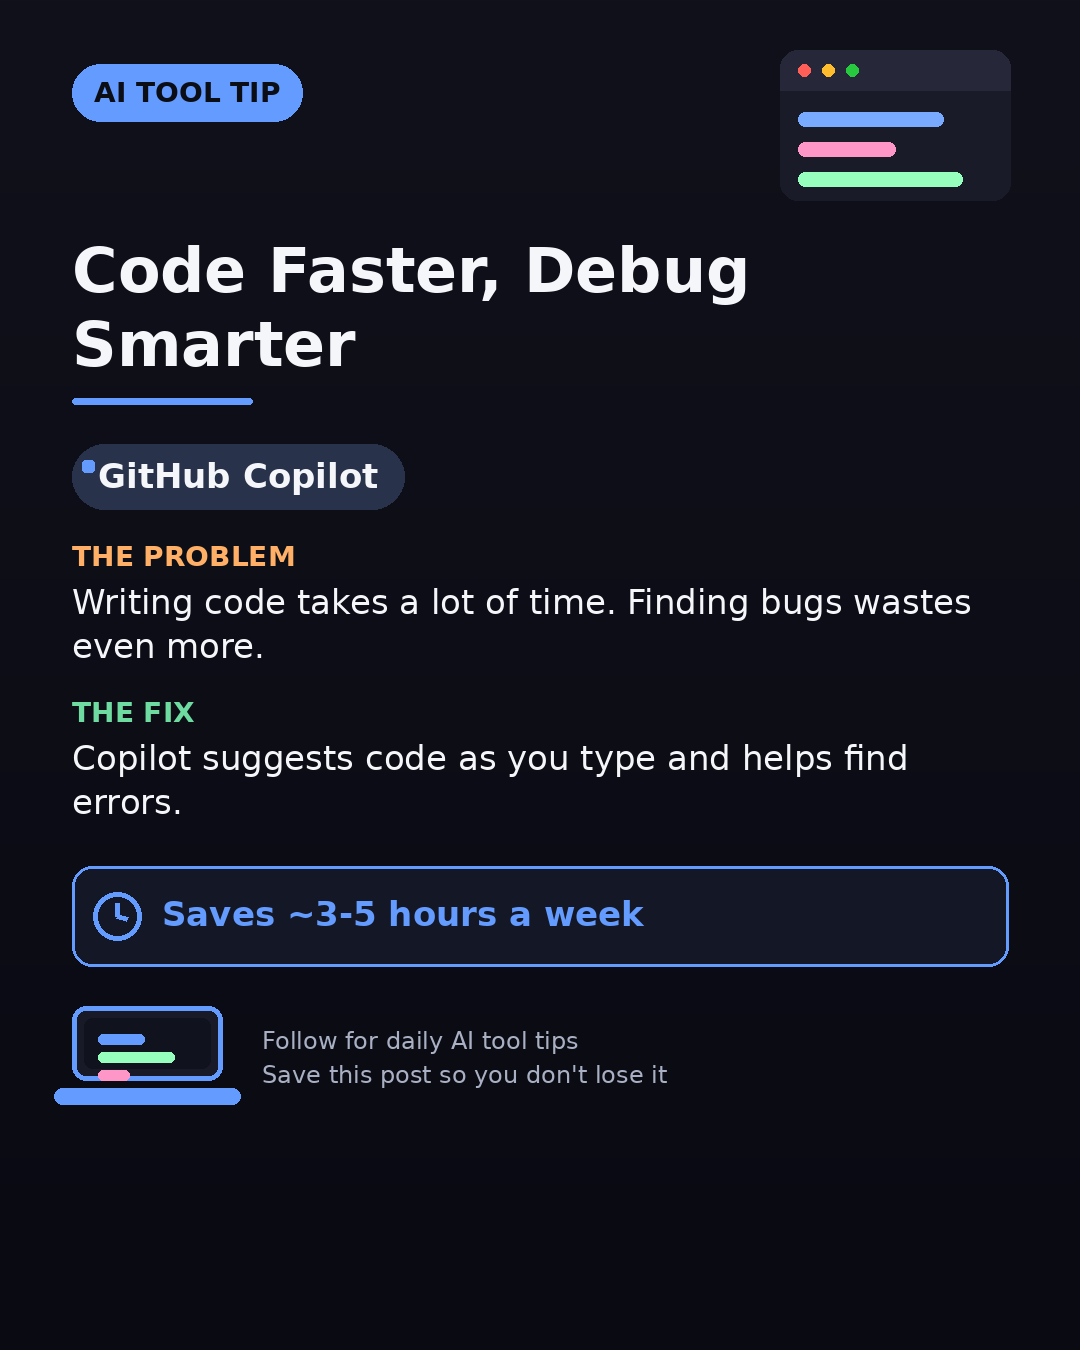 AI TOOL TIP
Code Faster, Debug
Smarter
GitHub Copilot
THE PROBLEM
Writing code takes a lot of time. Finding bugs wastes
even more.
THE FIX
Copilot suggests code as you type and helps find
errors.
Saves ~3-5 hours a week
Follow for daily AI tool tips
Save this post so you don't lose it